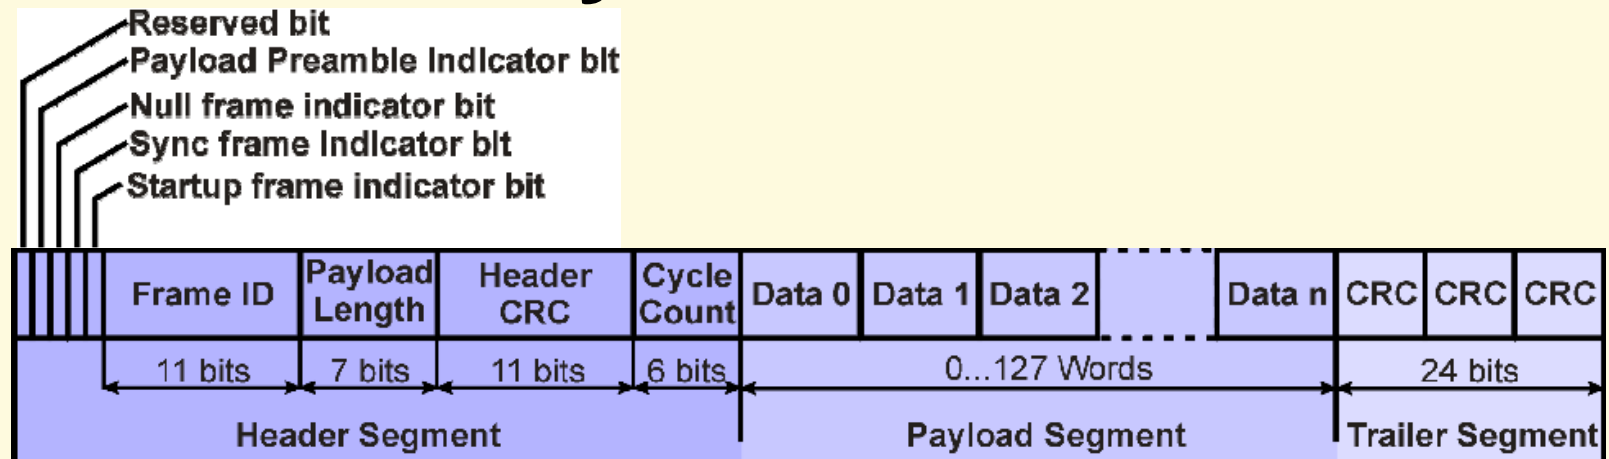 Reserved bit
Payload Preamble Indicator bit
Null frame indicator bit
Sync frame Indicator bit
Startup frame indicator bit
Frame ID
Payload
Length
Header
CRC
Cycle
Count
Data 0
Data 1
Data 2
Data n
CRC
CRC
CRC
11 bits
7 bits
11 bits
6 bits
0...127 Words
24 bits
Header Segment
Payload Segment
Trailer Segment